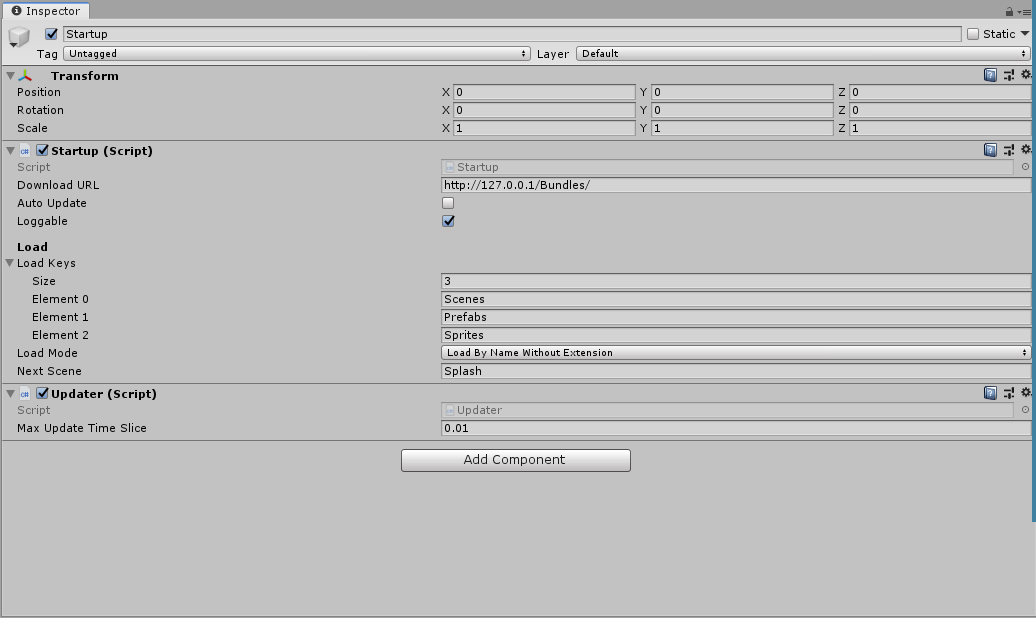 Inspector
Startup Static
Tag Untagged Layer Default
Transform
Position X 0 Y 0 Z 0
Rotation X 0 Y 0 Z 0
Scale X 1 Y 1 Z 1
Startup (Script)
Script Startup
Download URL http://127.0.0.1/Bundles/
Auto Update
Loggable
Load
Load Keys
Size 3
Element 0 Scenes
Element 1 Prefabs
Element 2 Sprites
Load Mode Load By Name Without Extension
Next Scene Splash
Updater (Script)
Script Updater
Max Update Time Slice 0.01
Add Component